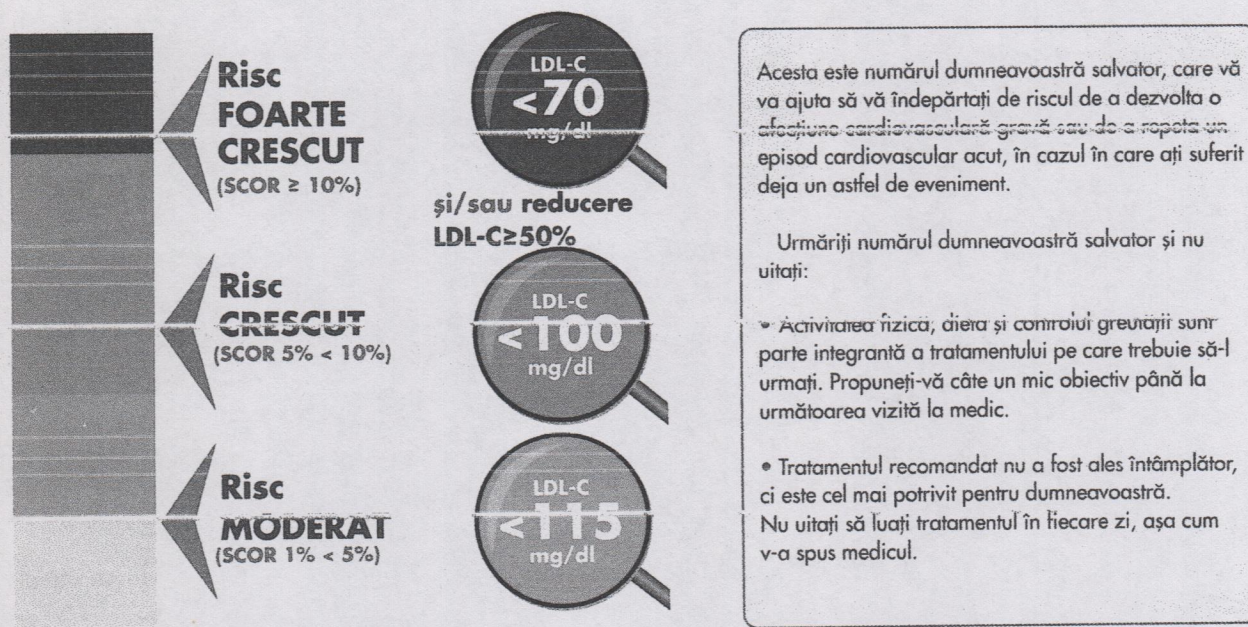 Risc
FOARTE
CRESCUT
(SCOR ≥ 10%)
LDL-C
<70
mg/dl
și/sau reducere
LDL-C≥50%
Risc
CRESCUT
(SCOR 5% < 10%)
LDL-C
<100
mg/dl
Risc
MODERAT
(SCOR 1% < 5%)
LDL-C
<115
mg/dl
Acesta este numărul dumneavoastră salvator, care vă
va ajuta să vă îndepărtați de riscul de a dezvolta o
afecțiune cardiovasculară gravă sau de a repeta un
episod cardiovascular acut, în cazul în care ați suferit
deja un astfel de eveniment.
Urmăriți numărul dumneavoastră salvator și nu
uitați:
• Activitatea fizică, dieta și controlul greutății sunt
parte integrantă a tratamentului pe care trebuie să-l
urmați. Propuneți-vă câte un mic obiectiv până la
următoarea vizită la medic.
• Tratamentul recomandat nu a fost ales întâmplător,
ci este cel mai potrivit pentru dumneavoastră.
Nu uitați să luați tratamentul în fiecare zi, așa cum
v-a spus medicul.